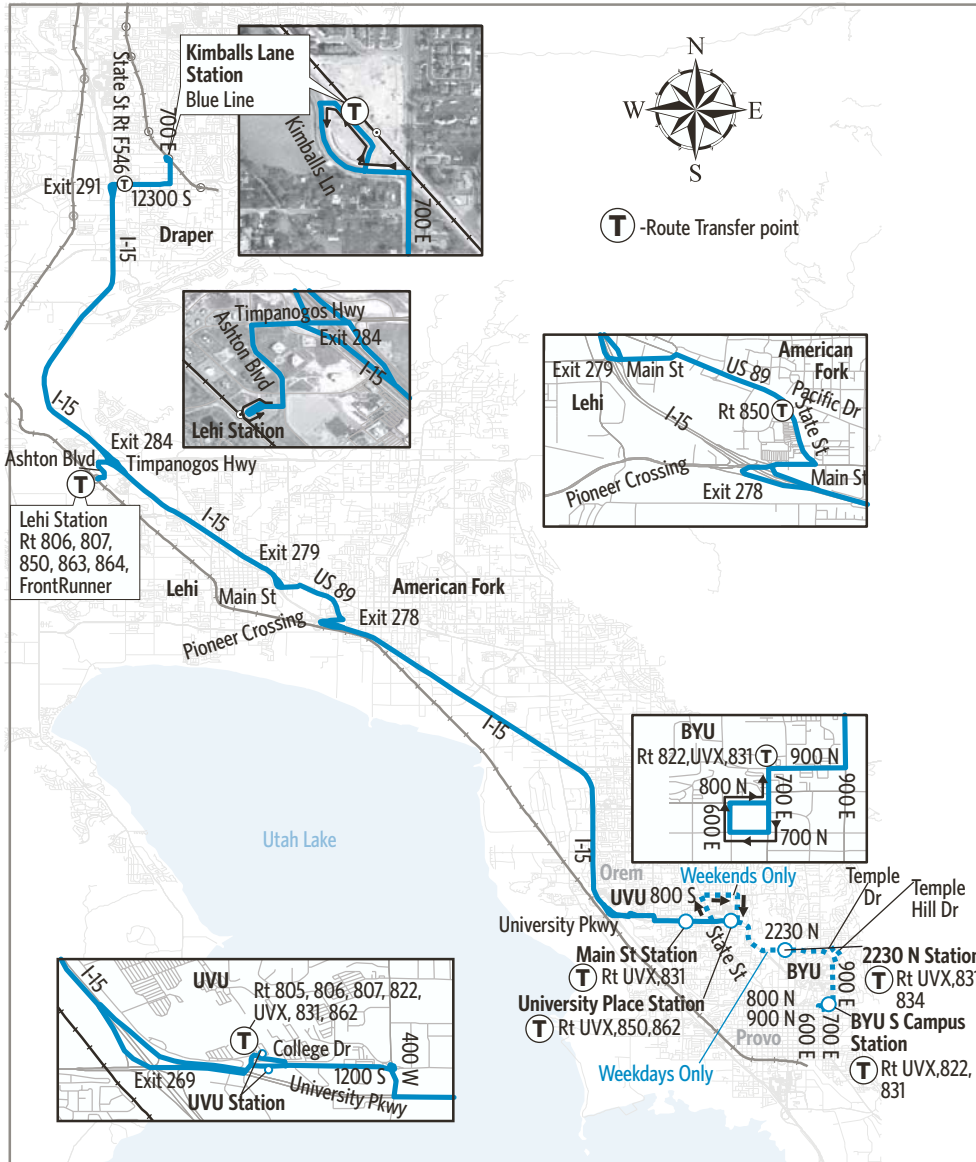 State St Rt F546
700 E
Kimballs Lane
Station
Blue Line
Kimballs Ln
700 E
N
W
E
S
T
T -Route Transfer point
Exit 291
T
12300 S
Draper
I-15
Timpanogos Hwy
Ashton Blvd
Exit 284
I-15
Lehi Station
Exit 279
Main St
US 89
American
Fork
Pacific Dr
Lehi
Rt 850 T
State St
I-15
Pioneer Crossing
Exit 278
Main St
I-15
Exit 284
Ashton Blvd
Timpanogos Hwy
T
Lehi Station
Rt 806, 807,
850, 863, 864,
FrontRunner
I-15
Exit 279
Lehi
Main St
US 89
American Fork
Pioneer Crossing
Exit 278
I-15
BYU
Rt 822,UVX,831 T
900 N
800 N
700 E
900 E
600 E
700 N
Utah Lake
I-15
Orem
Weekends Only
Temple
Dr
Temple
Hill Dr
UVU
800 S
University Pkwy
State St
2230 N
Main St Station
T Rt UVX,831
University Place Station
T Rt UVX,850,862
BYU
2230 N Station
T Rt UVX,831
834
900 E
800 N
900 N
600 E
700 E
BYU S Campus
Station
T Rt UVX,822,
831
Provo
Weekdays Only
I-15
UVU
Rt 805, 806, 807, 822,
UVX, 831, 862
T
College Dr
400 W
Exit 269
1200 S
UVU Station
University Pkwy